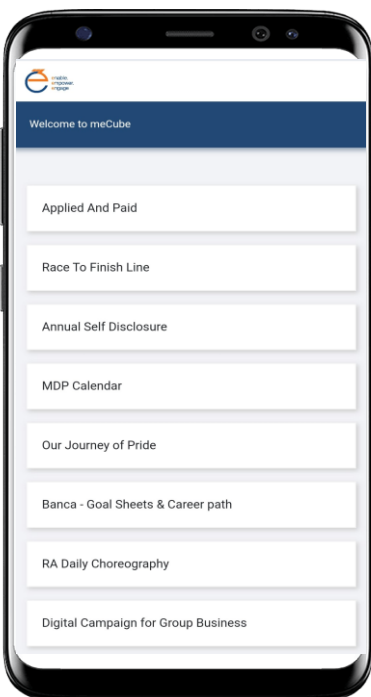 enable.
empower.
engage
Welcome to meCube
Applied And Paid
Race To Finish Line
Annual Self Disclosure
MDP Calendar
Our Journey of Pride
Banca - Goal Sheets & Career path
RA Daily Choreography
Digital Campaign for Group Business